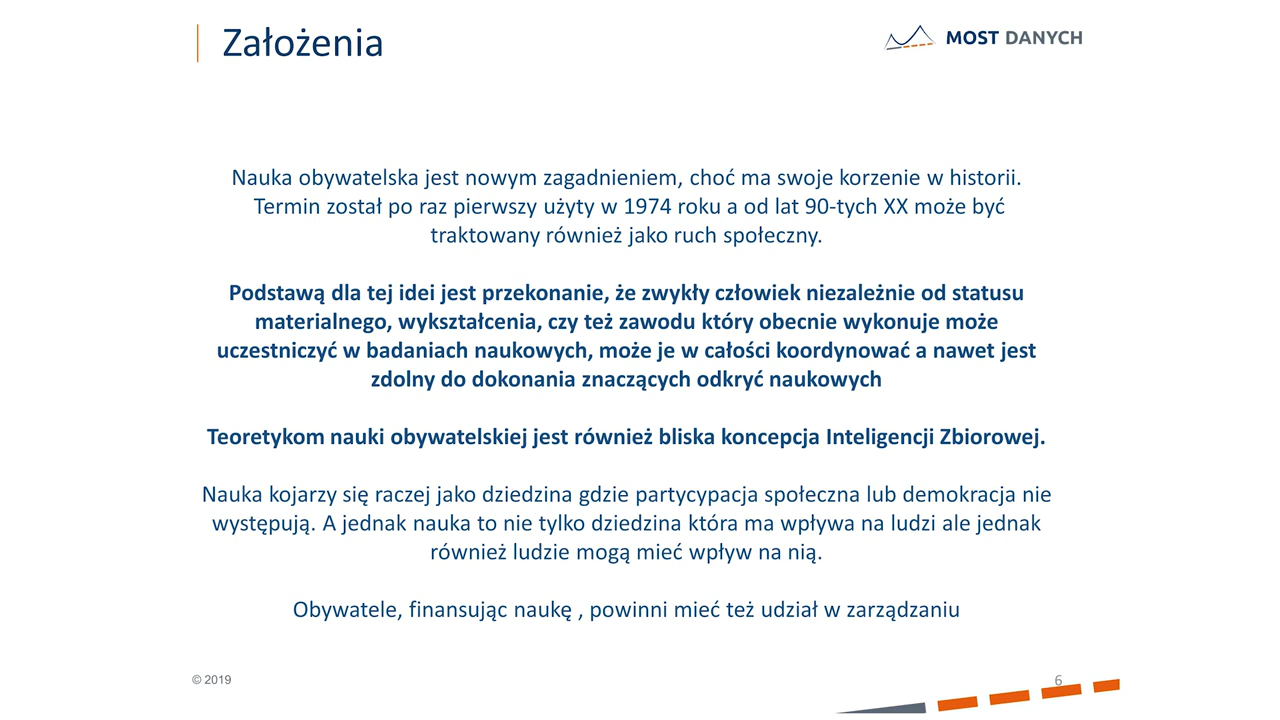 Założenia
MOST DANYCH
Nauka obywatelska jest nowym zagadnieniem, choć ma swoje korzenie w historii.
Termin został po raz pierwszy użyty w 1974 roku a od lat 90-tych XX może być
traktowany również jako ruch społeczny.
Podstawą dla tej idei jest przekonanie, że zwykły człowiek niezależnie od statusu
materialnego, wykształcenia, czy też zawodu który obecnie wykonuje może
uczestniczyć w badaniach naukowych, może je w całości koordynować a nawet jest
zdolny do dokonania znaczących odkryć naukowych
Teoretykom nauki obywatelskiej jest również bliska koncepcja Inteligencji Zbiorowej.
Nauka kojarzy się raczej jako dziedzina gdzie partycypacja społeczna lub demokracja nie
występują. A jednak nauka to nie tylko dziedzina która ma wpływa na ludzi ale jednak
również ludzie mogą mieć wpływ na nią.
Obywatele, finansując naukę , powinni mieć też udział w zarządzaniu
© 2019
6